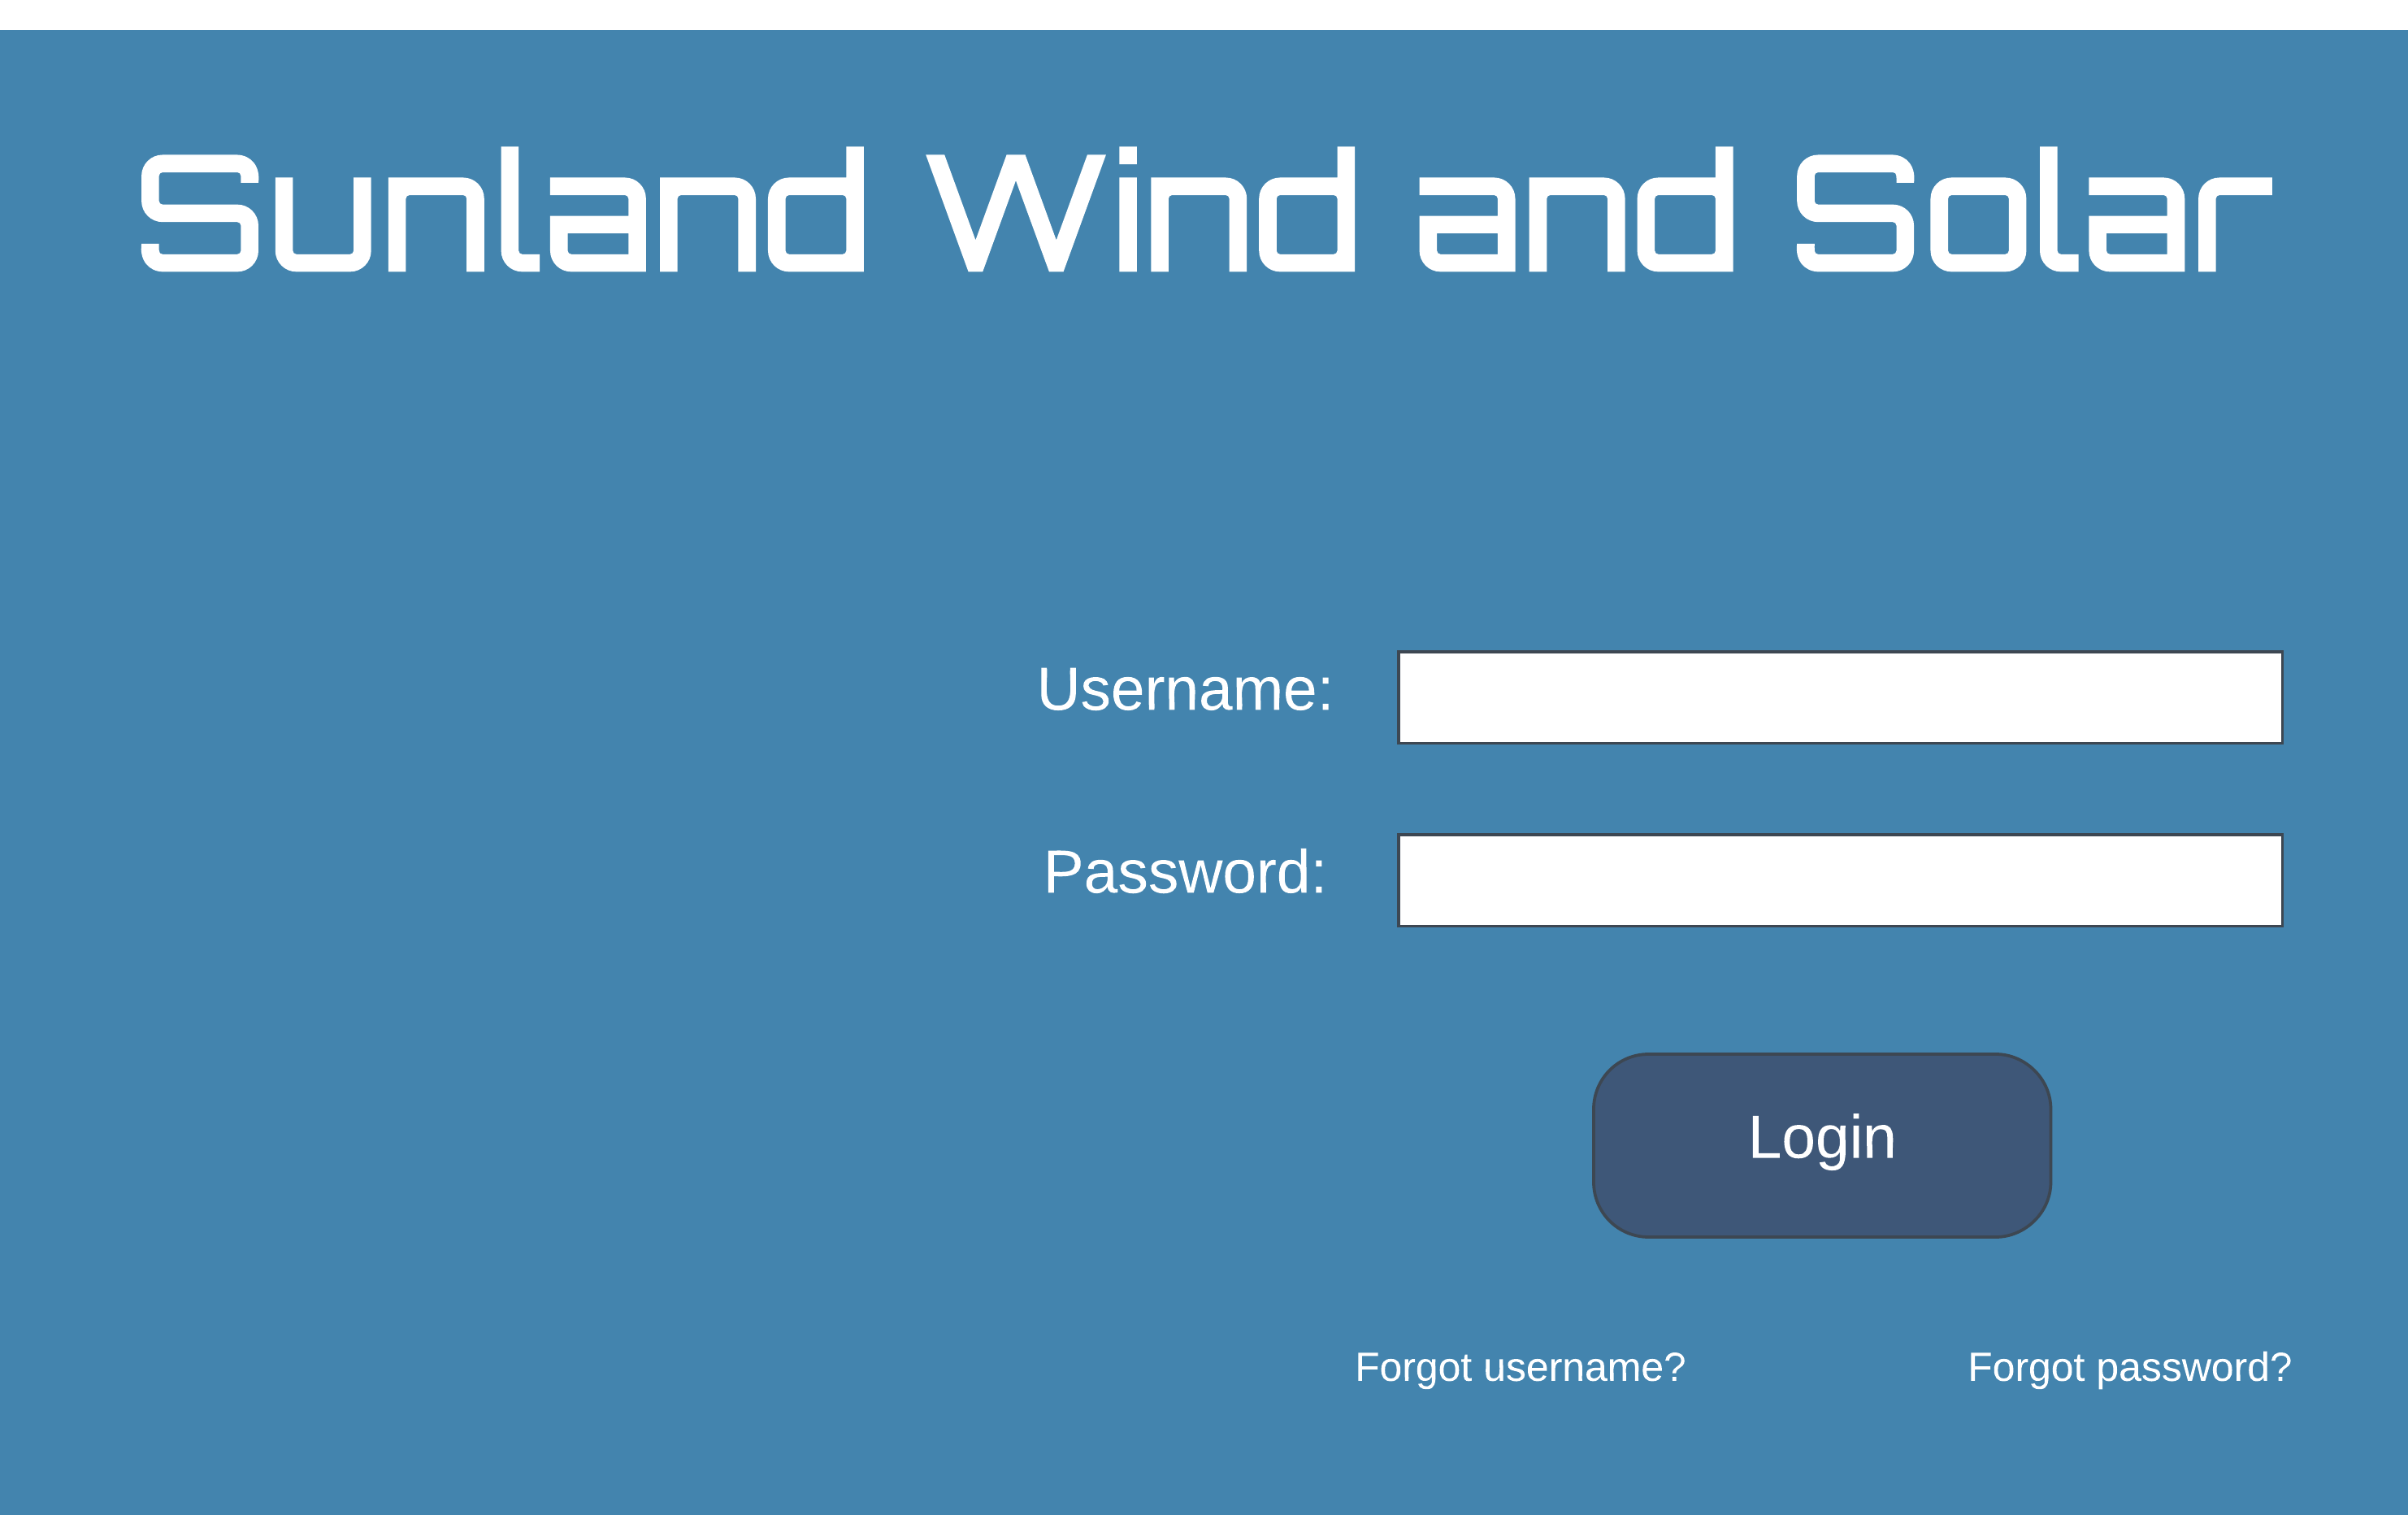 Sunland Wind and Solar
Username:
Password:
Login
Forgot username?
Forgot password?